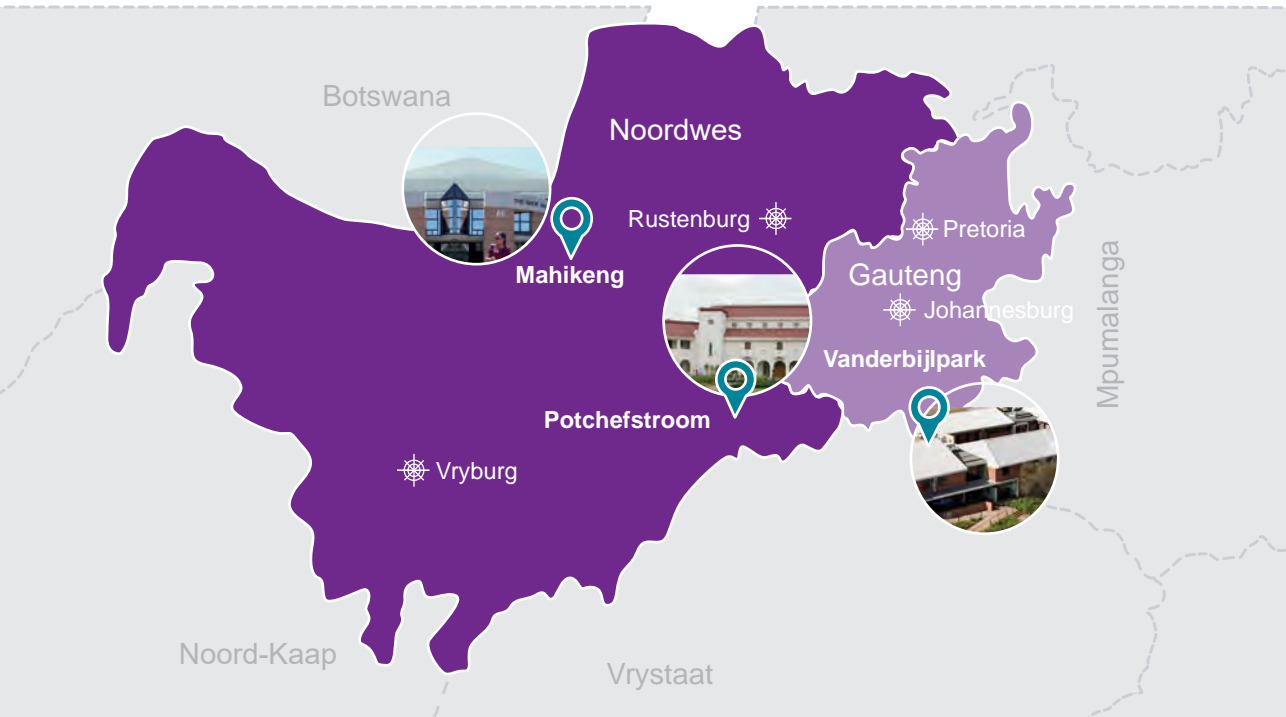 Botswana
Noordwes
Rustenburg
Pretoria
Mahikeng
Gauteng
Johannesburg
Mpumalanga
Vanderbijlpark
Potchefstroom
Vryburg
Noord-Kaap
Vrystaat